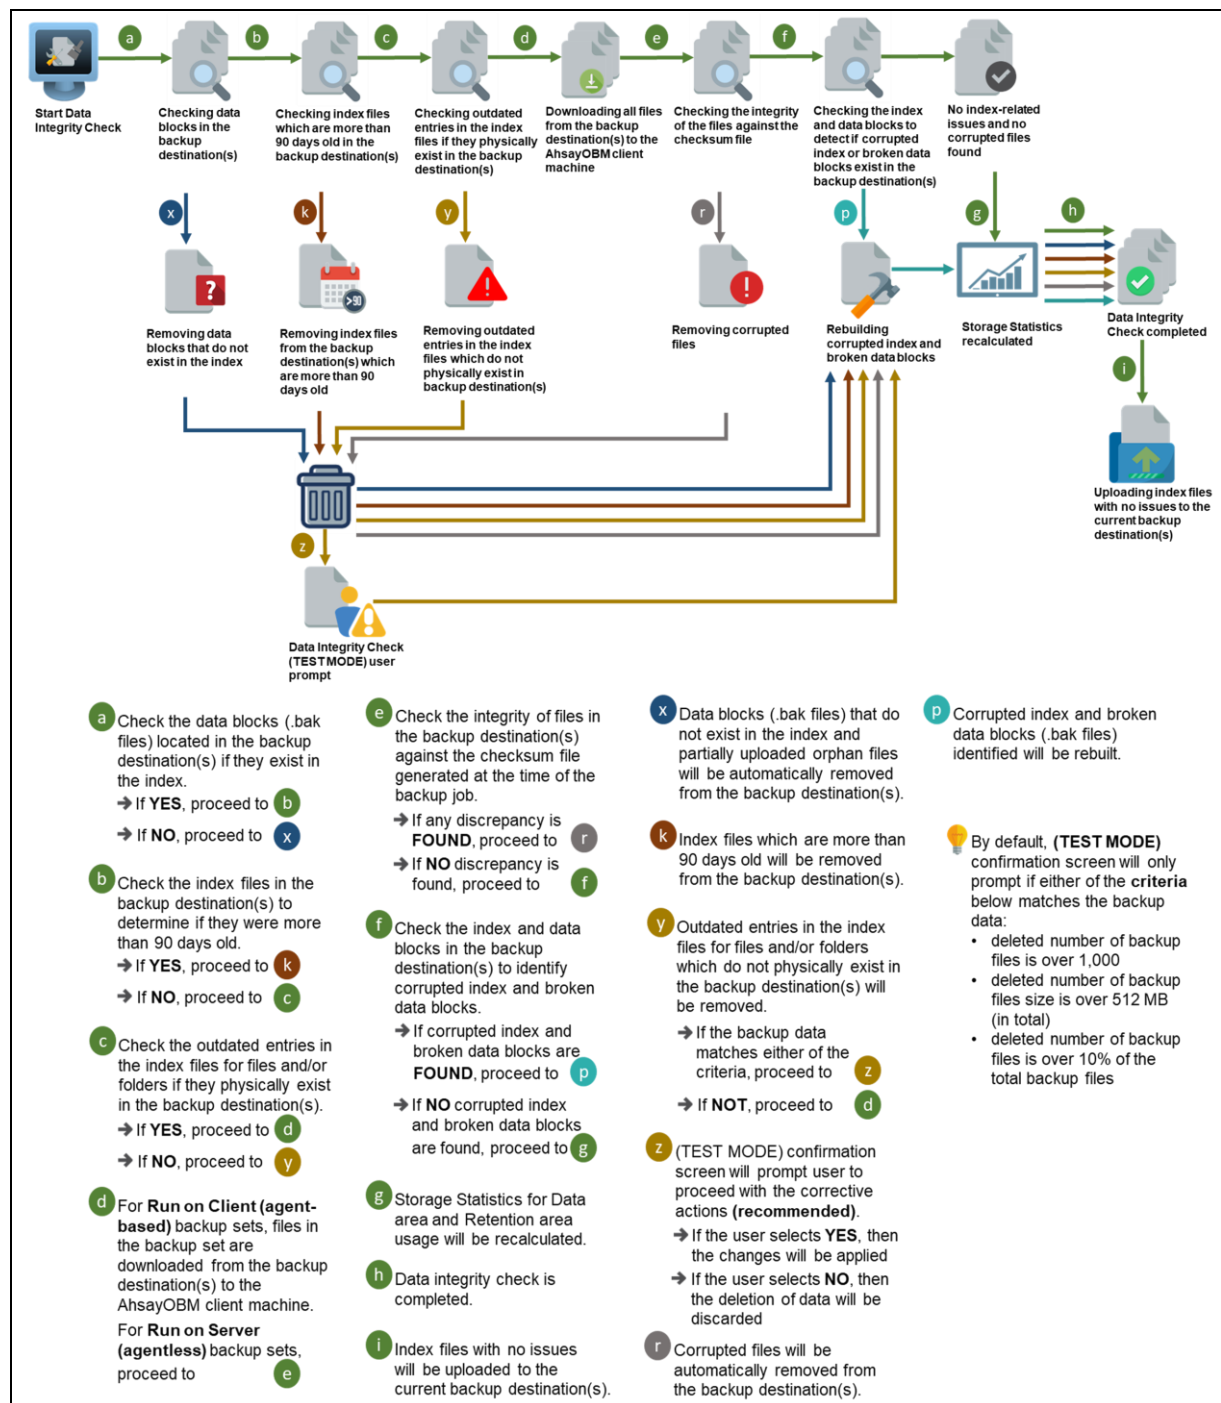 a
b
c
d
e
f
Start Data
Integrity Check
Checking data
blocks in the
backup
destination(s)
Checking index files
which are more than
90 days old in the
backup destination(s)
Checking outdated
entries in the index
files if they physically
exist in the backup
destination(s)
Downloading all files
from the backup
destination(s) to the
AhsayOBM client
machine
Checking the integrity
of the files against the
checksum file
Checking the index
and data blocks to
detect if corrupted
index or broken data
blocks exist in the
backup destination(s)
No index-related
issues and no
corrupted files
found
x
k
y
r
p
g
h
?
>90
!
!
Removing data
blocks that do not
exist in the index
Removing index files
from the backup
destination(s) which
are more than 90
days old
Removing outdated
entries in the index
files which do not
physically exist in
backup destination(s)
Removing corrupted
files
Rebuilding
corrupted index and
broken data blocks
Storage Statistics
recalculated
Data Integrity
Check completed
i
Uploading index files
with no issues to the
current backup
destination(s)
z
!
Data Integrity Check
(TEST MODE) user
prompt
a Check the data blocks (.bak
files) located in the backup
destination(s) if they exist in
the index.
➔ If YES, proceed to b
➔ If NO, proceed to x
b Check the index files in the
backup destination(s) to
determine if they were more
than 90 days old.
➔ If YES, proceed to k
➔ If NO, proceed to c
c Check the outdated entries in
the index files for files and/or
folders if they physically exist
in the backup destination(s).
➔ If YES, proceed to d
➔ If NO, proceed to y
d For Run on Client (agent-
based) backup sets, files in
the backup set are
downloaded from the backup
destination(s) to the
AhsayOBM client machine.
For Run on Server
(agentless) backup sets,
proceed to e
e Check the integrity of files in
the backup destination(s)
against the checksum file
generated at the time of the
backup job.
➔ If any discrepancy is
FOUND, proceed to r
➔ If NO discrepancy is
found, proceed to f
f Check the index and data
blocks in the backup
destination(s) to identify
corrupted index and broken
data blocks.
➔ If corrupted index and
broken data blocks are
FOUND, proceed to p
➔ If NO corrupted index
and broken data blocks
are found, proceed to g
g Storage Statistics for Data
area and Retention area
usage will be recalculated.
h Data integrity check is
completed.
i Index files with no issues
will be uploaded to the
current backup destination(s).
x Data blocks (.bak files) that do
not exist in the index and
partially uploaded orphan files
will be automatically removed
from the backup destination(s).
k Index files which are more than
90 days old will be removed
from the backup destination(s).
y Outdated entries in the index
files for files and/or folders
which do not physically exist in
the backup destination(s) will
be removed.
➔ If the backup data
matches either of the
criteria, proceed to z
➔ If NOT, proceed to d
z (TEST MODE) confirmation
screen will prompt user to
proceed with the corrective
actions (recommended).
➔ If the user selects YES, then
the changes will be applied
➔ If the user selects NO, then
the deletion of data will be
discarded
r Corrupted files will be
automatically removed from
the backup destination(s).
p Corrupted index and broken
data blocks (.bak files)
identified will be rebuilt.
By default, (TEST MODE)
confirmation screen will only
prompt if either of the criteria
below matches the backup
data:
• deleted number of backup
files is over 1,000
• deleted number of backup
files size is over 512 MB
(in total)
• deleted number of backup
files is over 10% of the
total backup files